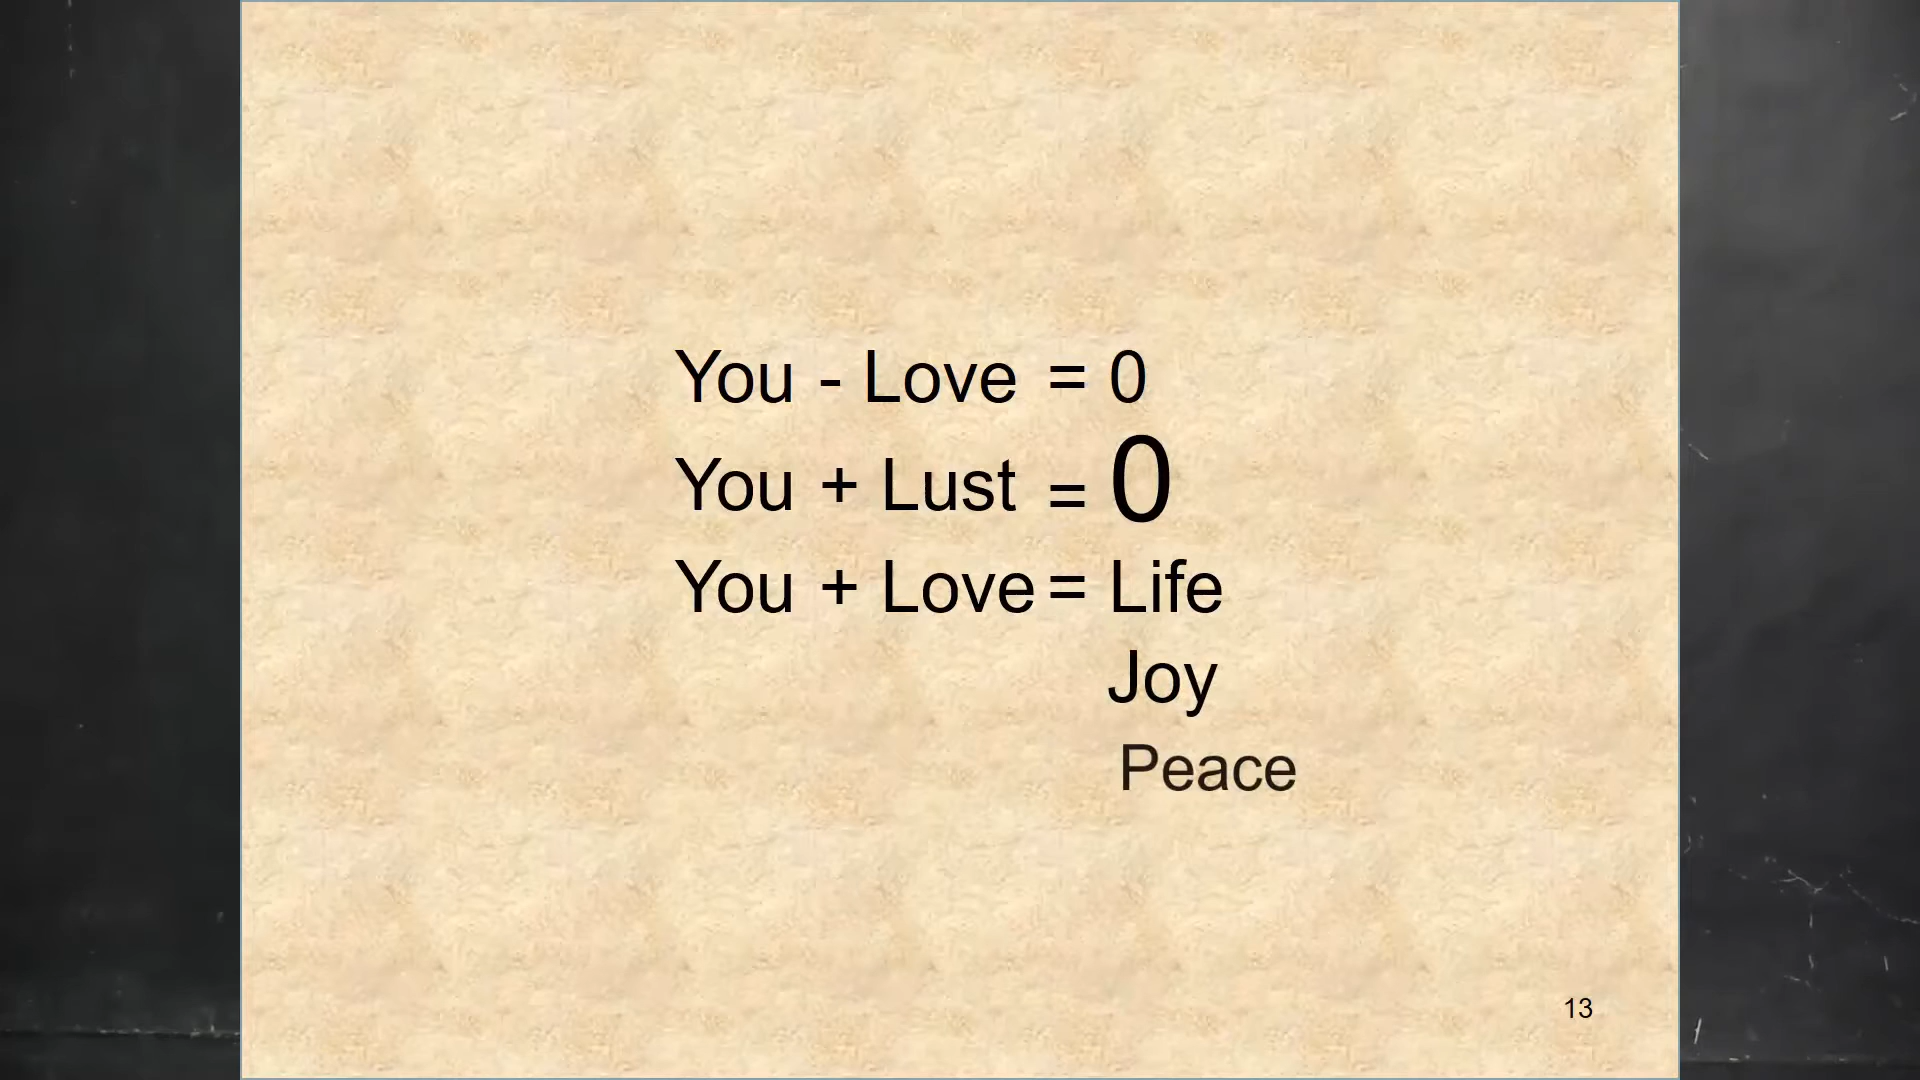 You - Love = 0
You + Lust = 0
You + Love = Life
Joy
Peace
13